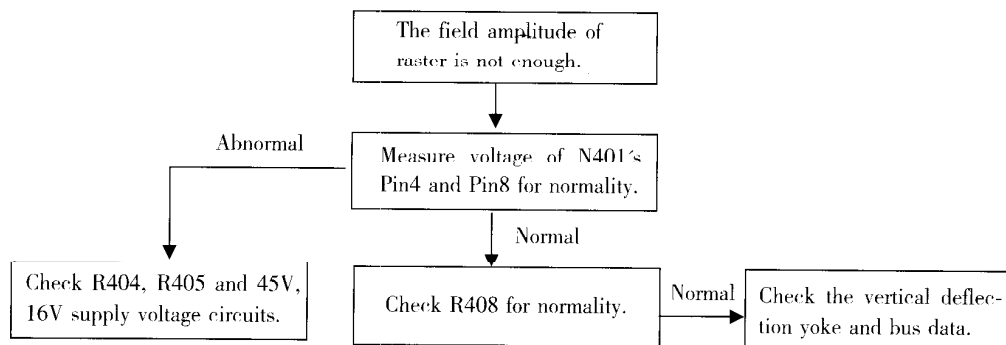 The field amplitude of
raster is not enough.
Abnormal
Measure voltage of N401's
Pin4 and Pin8 for normality.
Normal
Check R404, R405 and 45V,
16V supply voltage circuits.
Check R408 for normality.
Normal
Check the vertical deflec-
tion yoke and bus data.